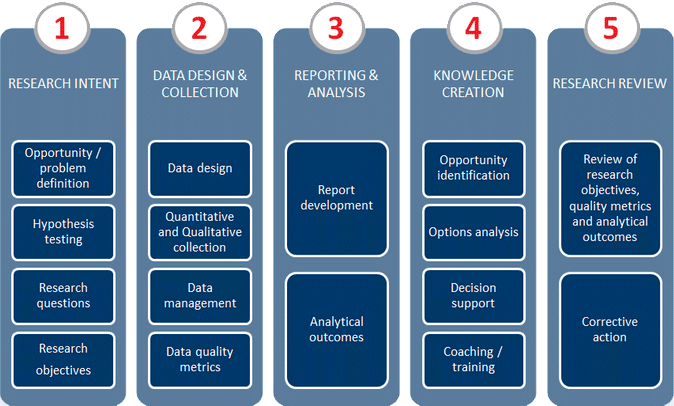 1
RESEARCH INTENT
Opportunity /
problem
definition
Hypothesis
testing
Research
questions
Research
objectives
2
DATA DESIGN &
COLLECTION
Data design
Quantitative
and Qualitative
collection
Data
management
Data quality
metrics
3
REPORTING &
ANALYSIS
Report
development
Analytical
outcomes
4
KNOWLEDGE
CREATION
Opportunity
identification
Options analysis
Decision
support
Coaching /
training
5
RESEARCH REVIEW
Review of
research
objectives,
quality metrics
and analytical
outcomes
Corrective
action